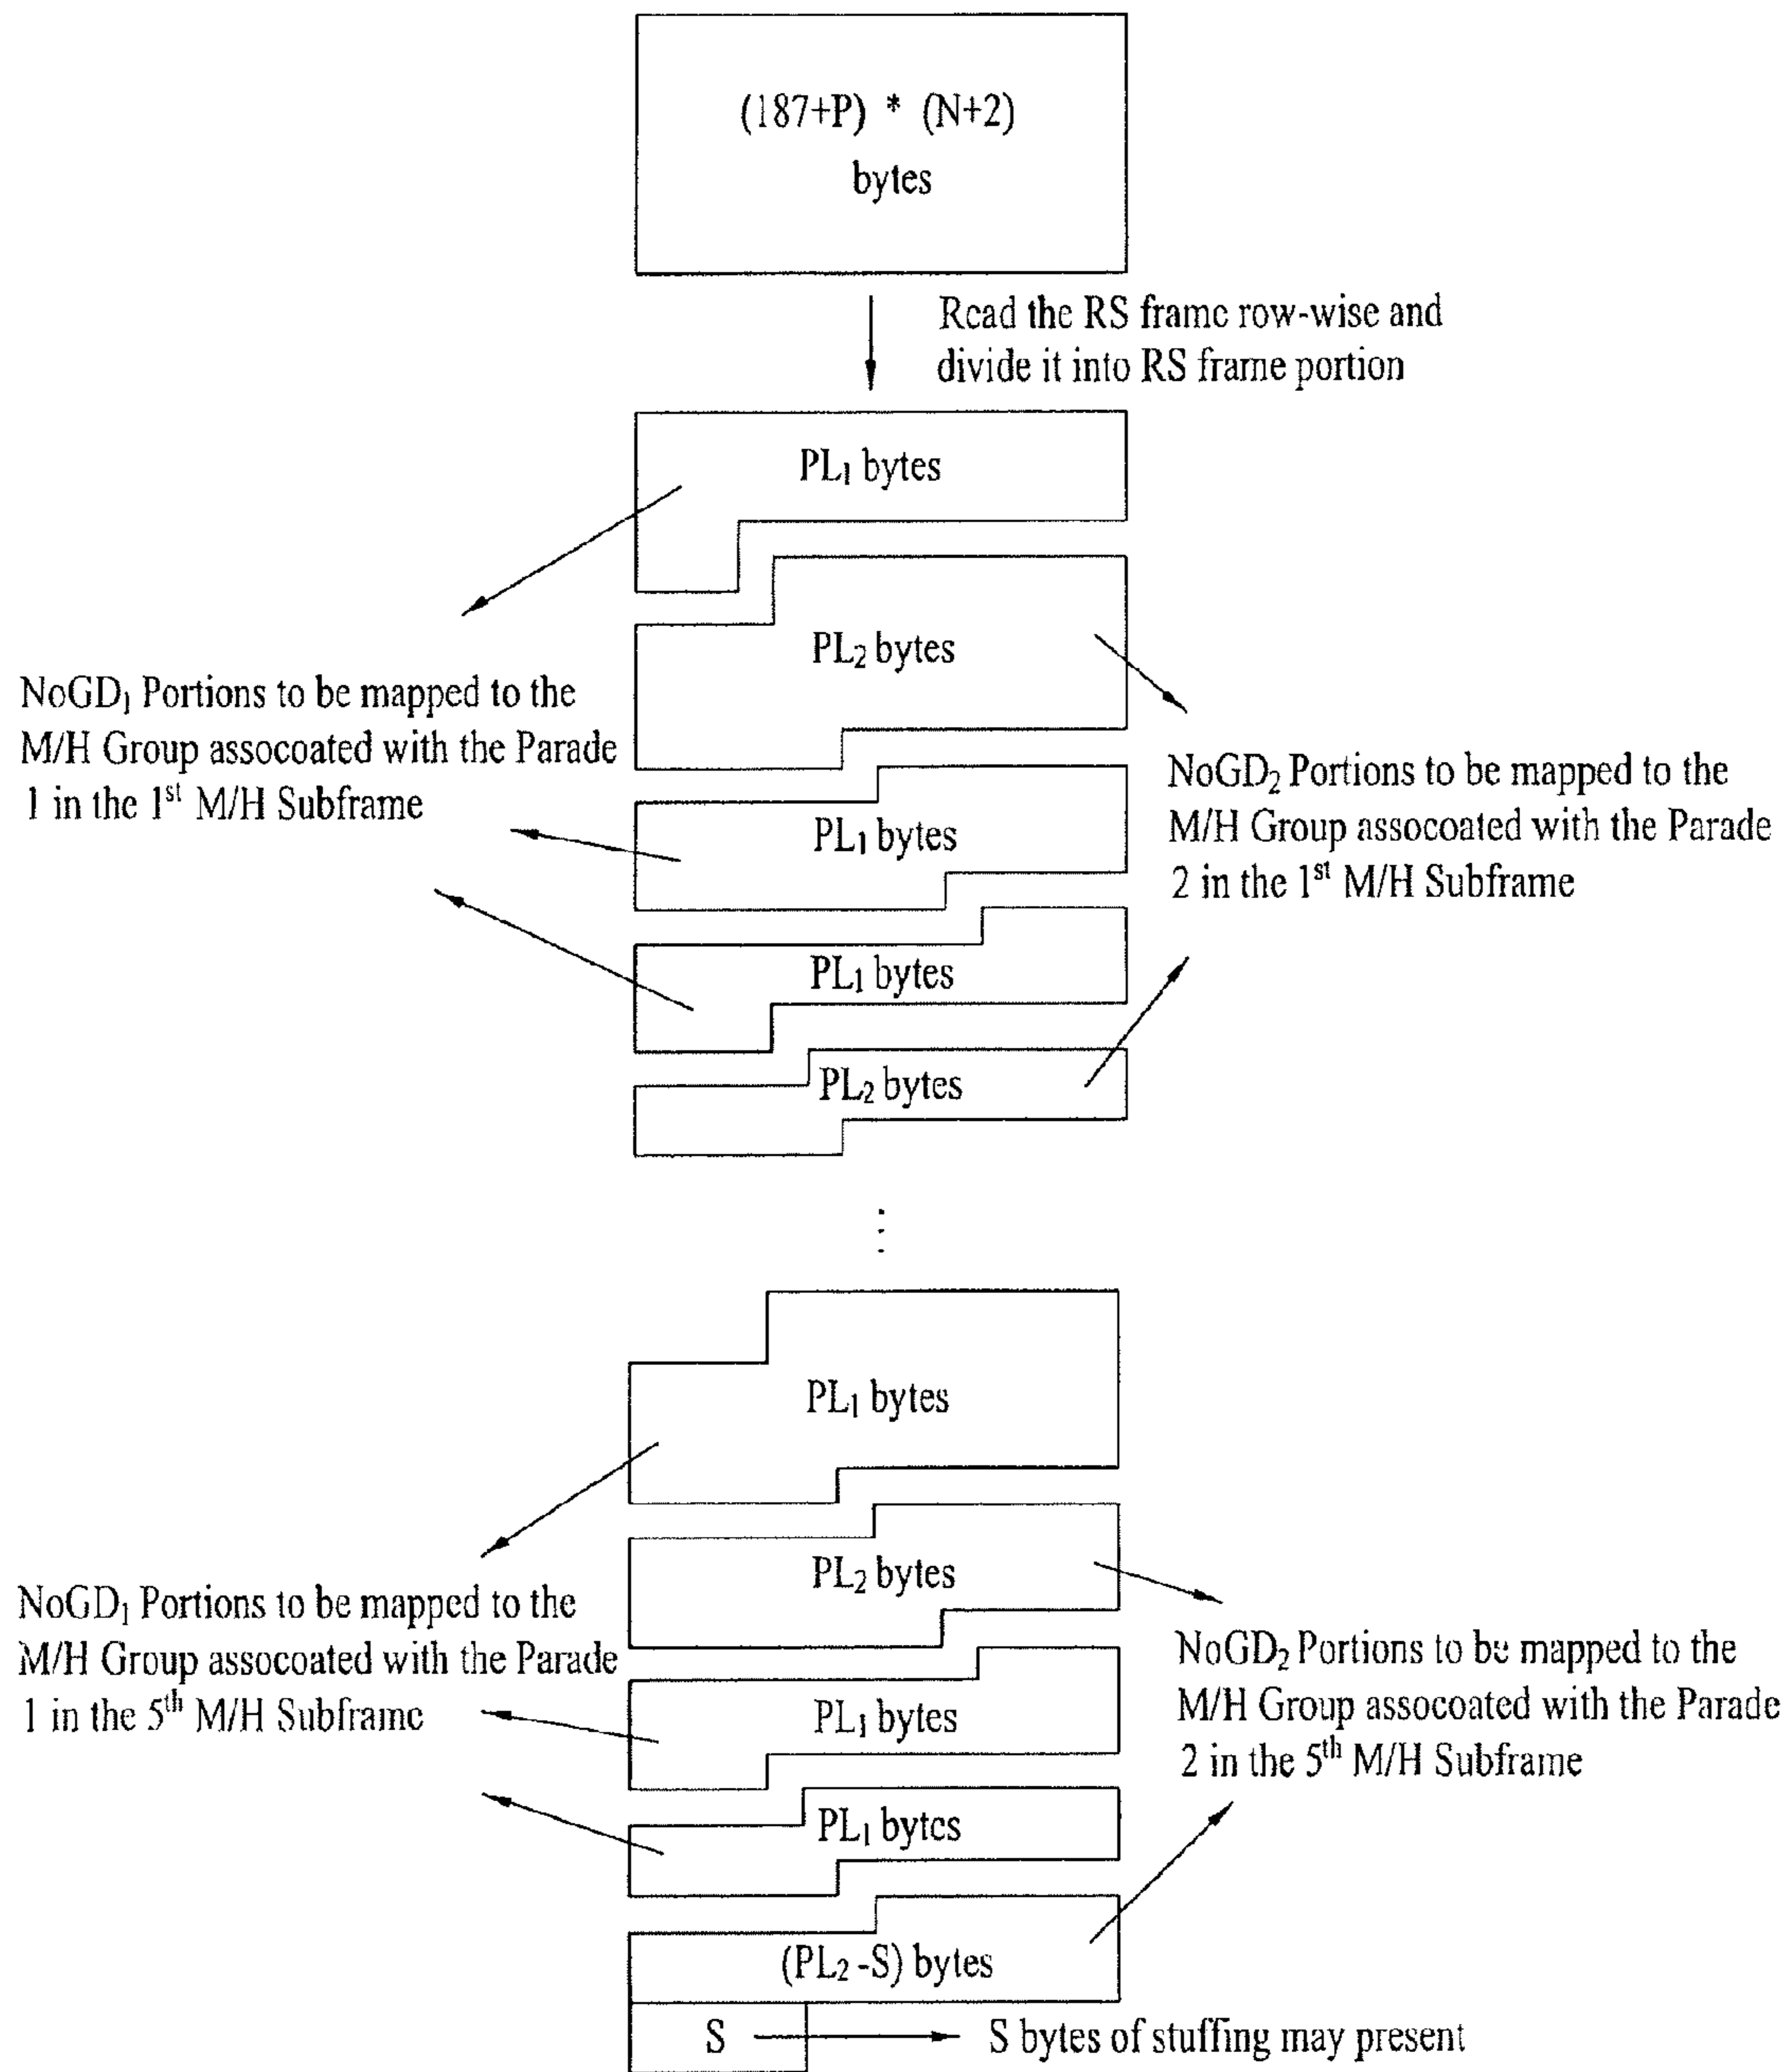 (187+P) * (N+2)
bytes
Read the RS frame row-wise and
divide it into RS frame portion
PL₁ bytes
PL₂ bytes
NoGD₁ Portions to be mapped to the
M/H Group assocoated with the Parade
1 in the 1st M/H Subframe
PL₁ bytes
NoGD₂ Portions to be mapped to the
M/H Group assocoated with the Parade
2 in the 1st M/H Subframe
PL₁ bytes
PL₂ bytes
⋮
PL₁ bytes
PL₂ bytes
NoGD₁ Portions to be mapped to the
M/H Group assocoated with the Parade
1 in the 5th M/H Subframe
PL₁ bytes
NoGD₂ Portions to be mapped to the
M/H Group assocoated with the Parade
2 in the 5th M/H Subframe
PL₁ bytes
(PL₂ -S) bytes
S
S bytes of stuffing may present